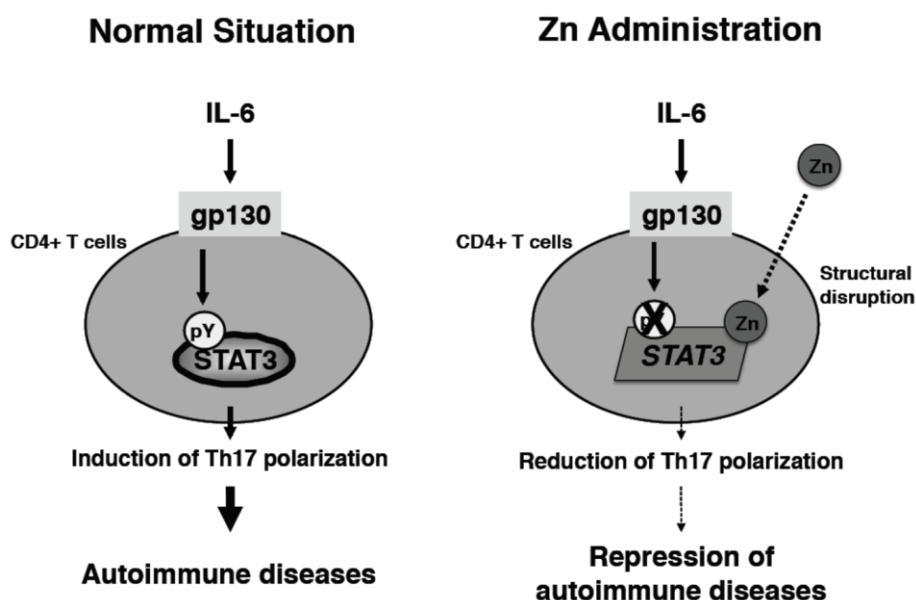 Normal Situation
IL-6
gp130
CD4+ T cells
pY
STAT3
Induction of Th17 polarization
Autoimmune diseases
Zn Administration
IL-6
Zn
gp130
CD4+ T cells
Structural
disruption
pY
Zn
STAT3
Reduction of Th17 polarization
Repression of
autoimmune diseases